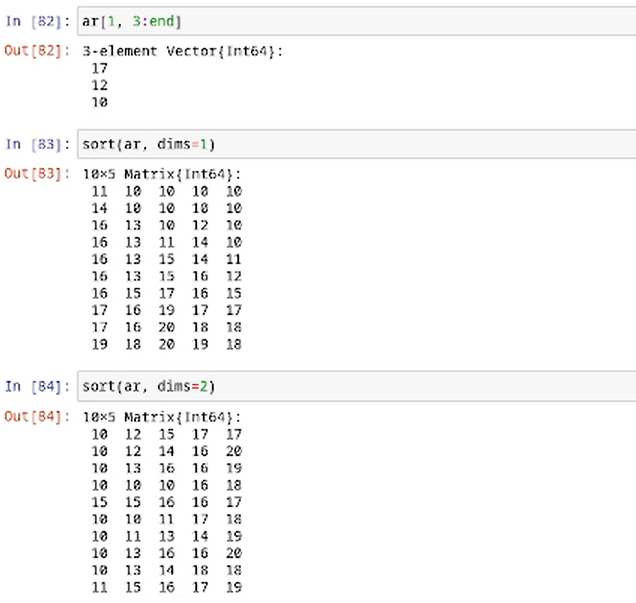 In [82]: ar[1, 3:end]
Out[82]: 3-element Vector{Int64}:
17
12
10
In [83]: sort(ar, dims=1)
Out[83]: 10×5 Matrix{Int64}:
11 10 10 10 10
14 10 10 10 10
16 13 10 12 10
16 13 11 14 10
16 13 15 14 11
16 13 15 16 12
16 15 17 16 15
17 16 19 17 17
17 16 20 18 18
19 18 20 19 18
In [84]: sort(ar, dims=2)
Out[84]: 10×5 Matrix{Int64}:
10 12 15 17 17
10 12 14 16 20
10 13 16 16 19
10 10 10 16 18
15 15 16 16 17
10 10 11 17 18
10 11 13 14 19
10 13 16 16 20
10 13 14 18 18
11 15 16 17 19